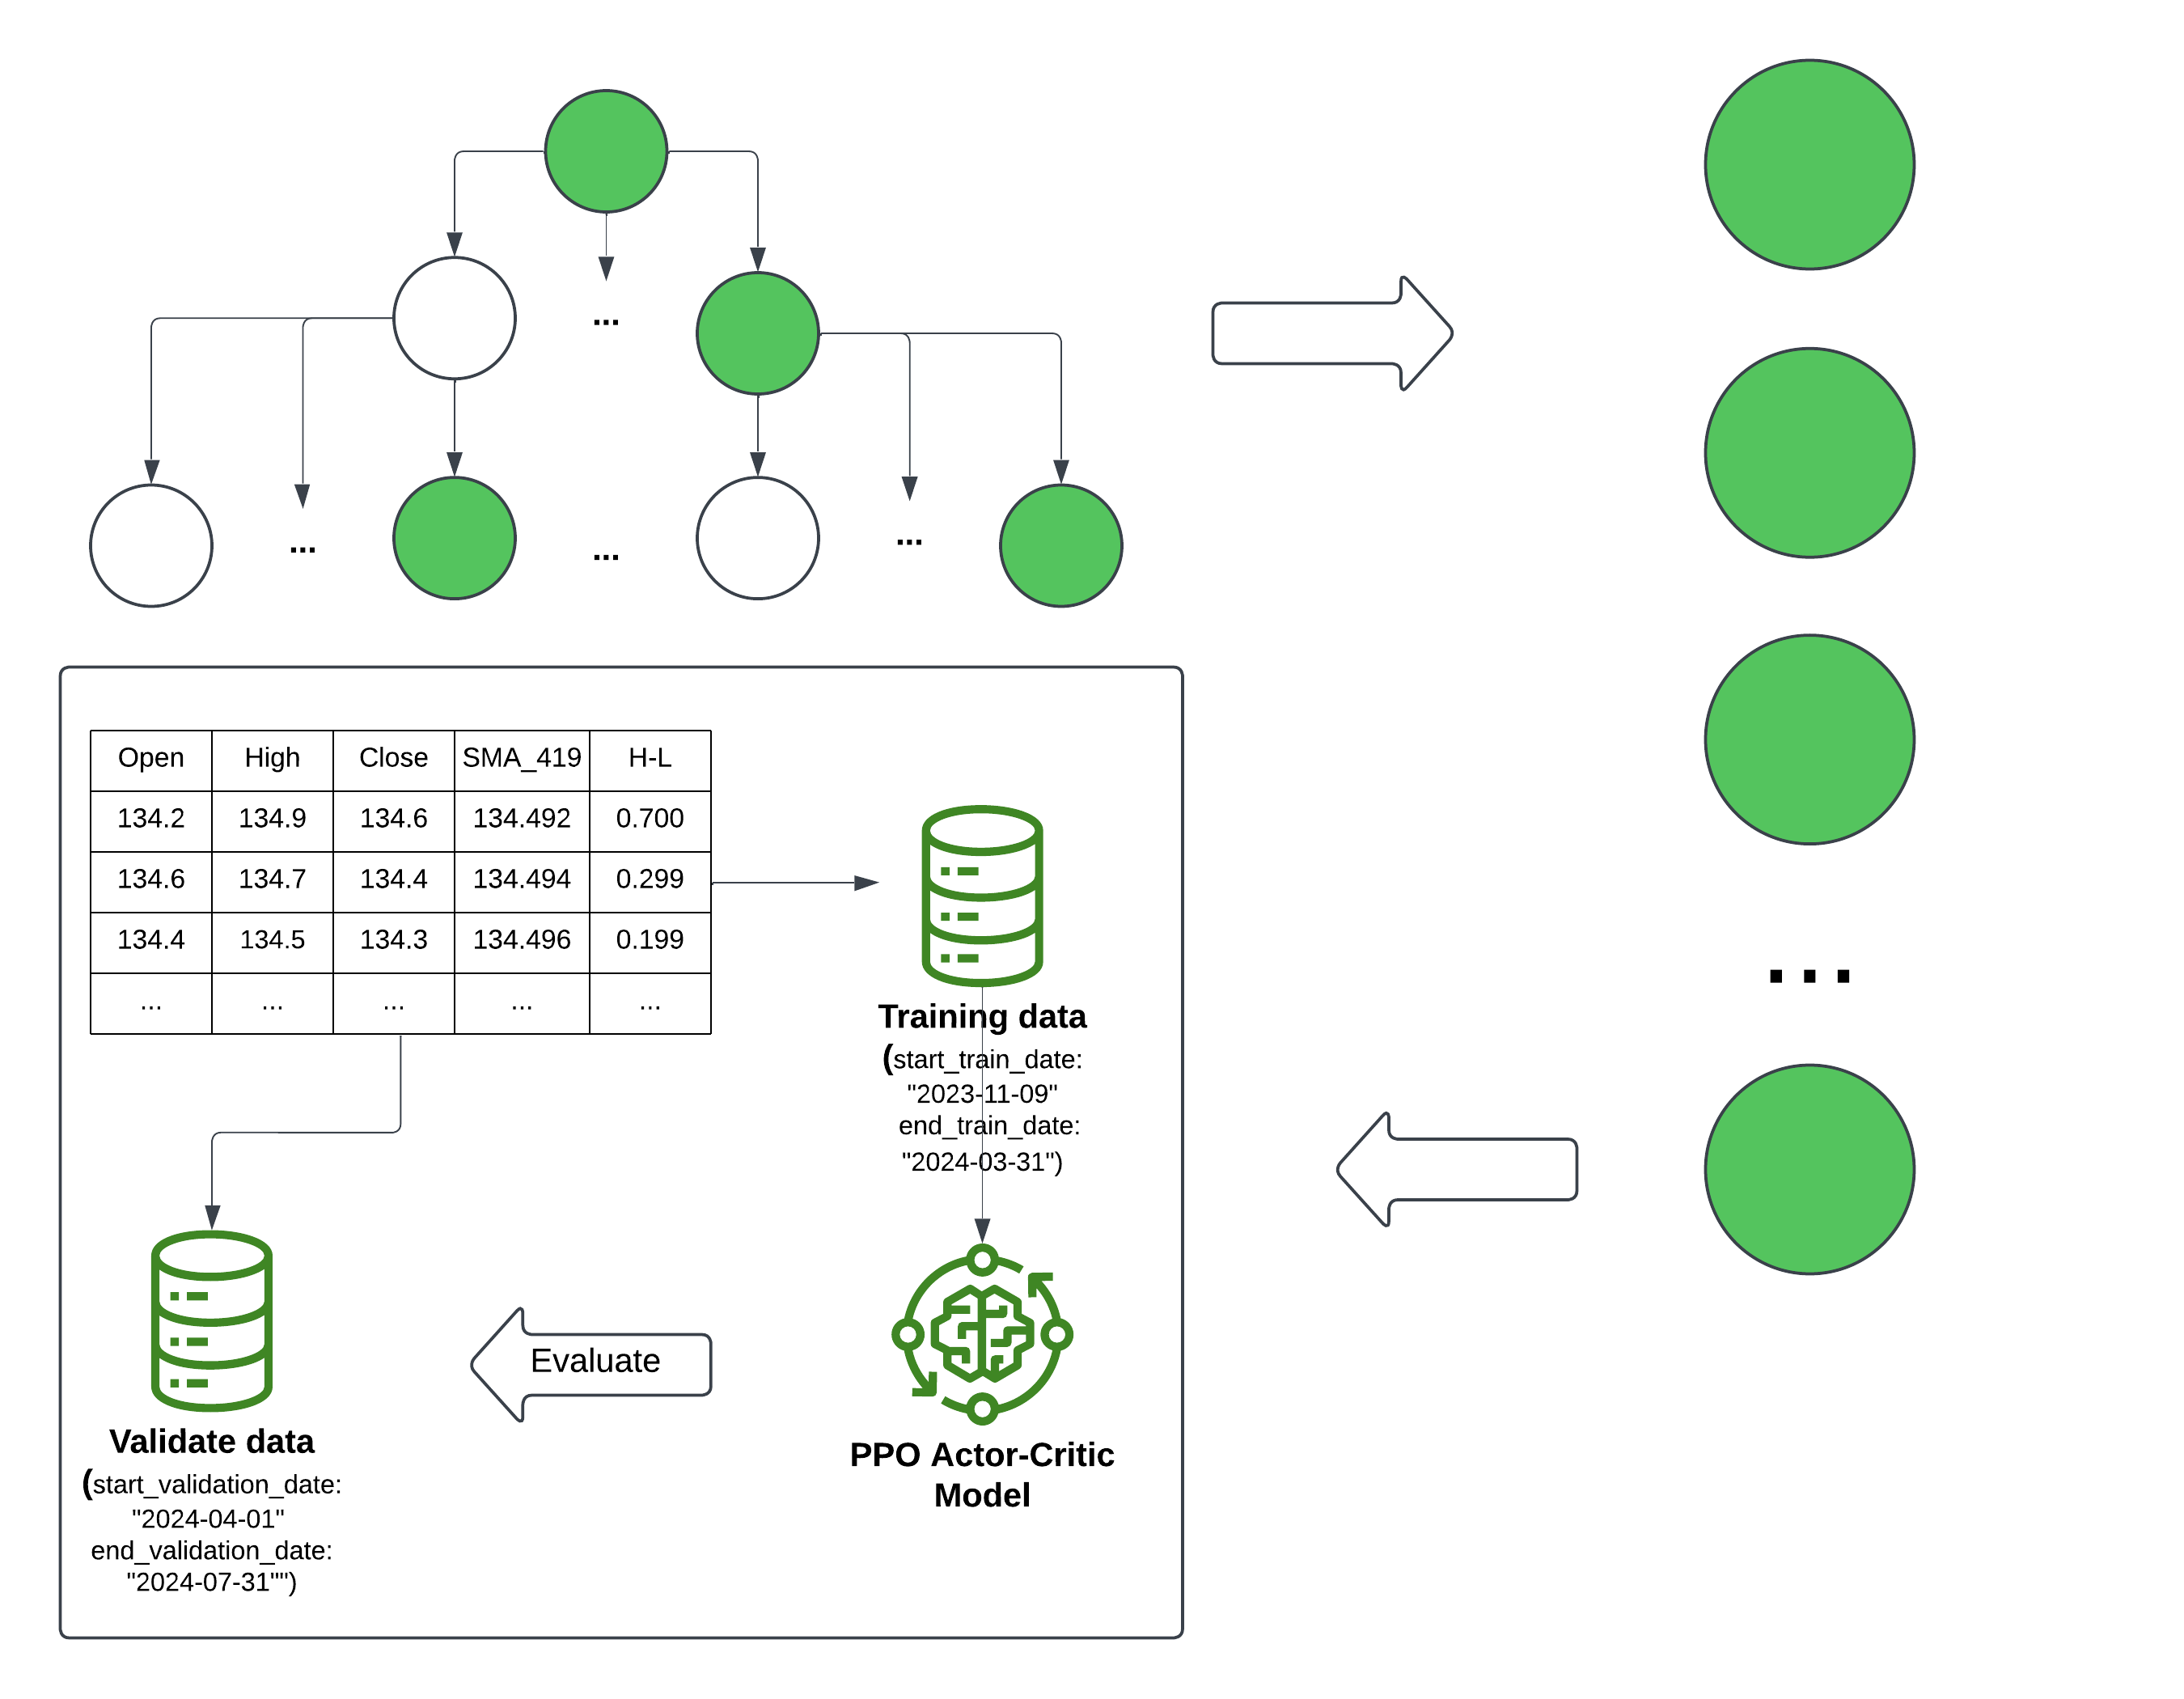 ...
... ... ...
Open High Close SMA_419 H-L
134.2 134.9 134.6 134.492 0.700
134.6 134.7 134.4 134.494 0.299
134.4 134.5 134.3 134.496 0.199
... ... ... ... ...
...
Training data
(start_train_date:
"2023-11-09"
end_train_date:
"2024-03-31")
Evaluate
Validate data
(start_validation_date:
"2024-04-01"
end_validation_date:
"2024-07-31"")
PPO Actor-Critic
Model